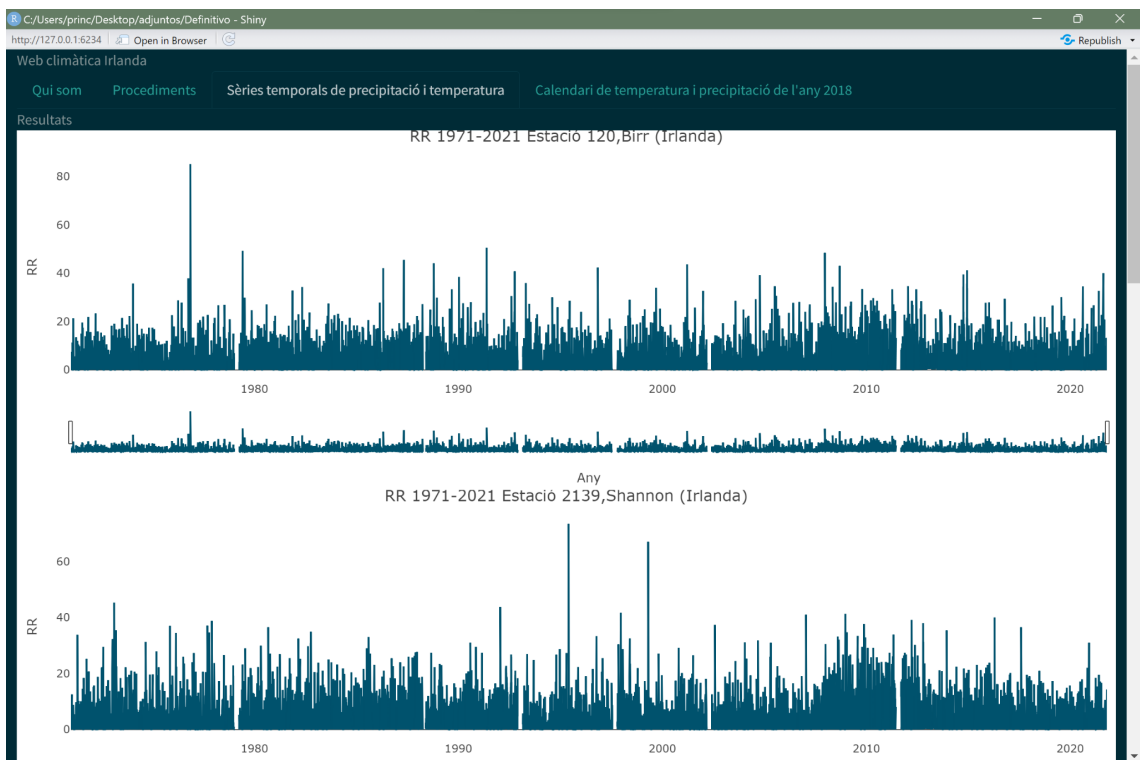 C:/Users/princ/Desktop/adjuntos/Definitivo - Shiny
http://127.0.0.1:6234 Open in Browser Republish
Web climàtica Irlanda
Qui som Procediments Sèries temporals de precipitació i temperatura Calendari de temperatura i precipitació de l'any 2018
Resultats
RR 1971-2021 Estació 120,Birr (Irlanda)
80
60
RR
40
20
0
1980 1990 2000 2010 2020
Any
RR 1971-2021 Estació 2139,Shannon (Irlanda)
60
40
RR
20
0
1980 1990 2000 2010 2020